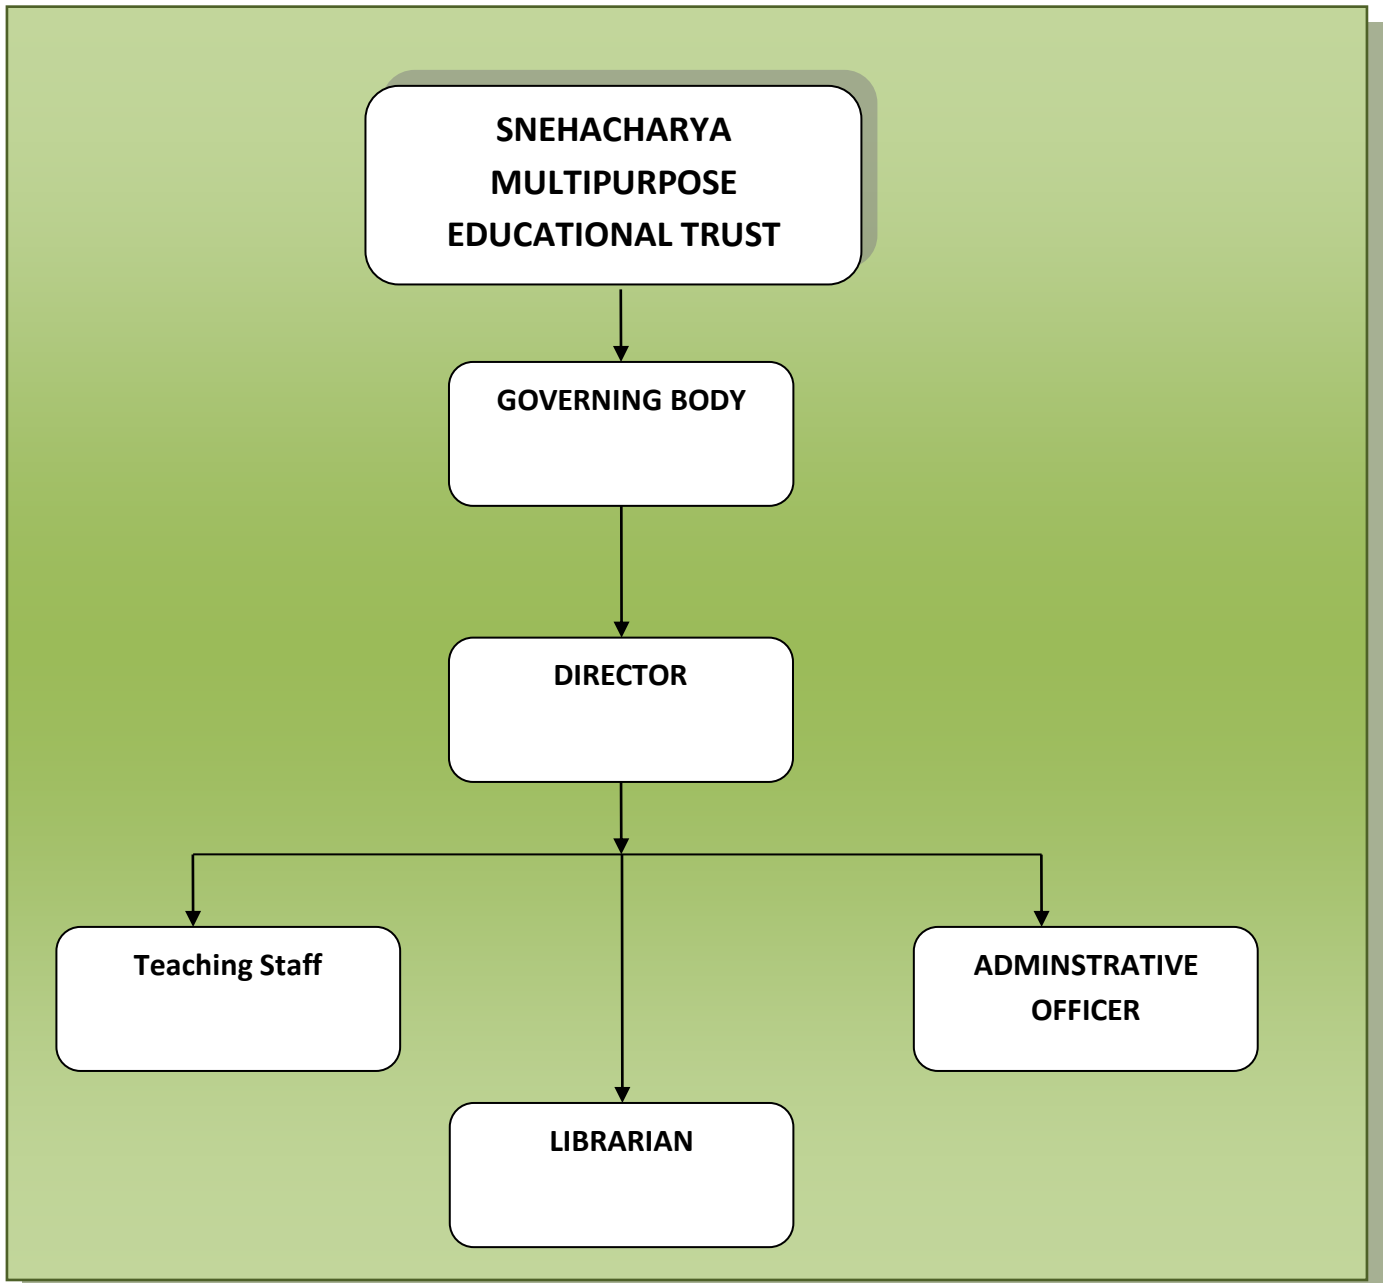 SNEHACHARYA
MULTIPURPOSE
EDUCATIONAL TRUST
GOVERNING BODY
DIRECTOR
Teaching Staff
ADMINSTRATIVE
OFFICER
LIBRARIAN